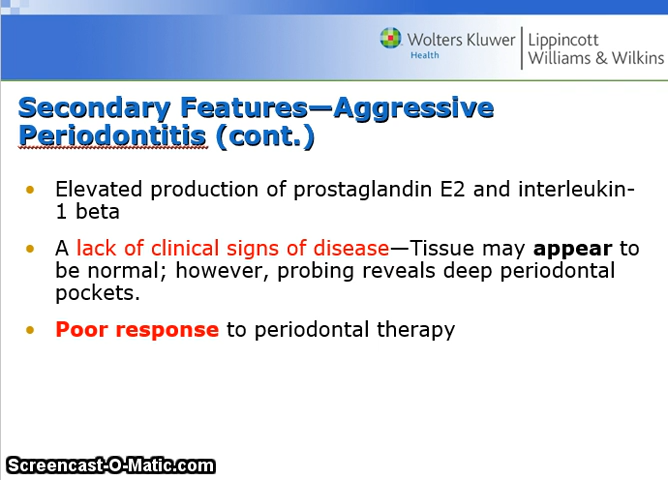 Wolters Kluwer
Health
Lippincott
Williams & Wilkins
Secondary Features—Aggressive
Periodontitis (cont.)
• Elevated production of prostaglandin E2 and interleukin-
1 beta
• A lack of clinical signs of disease—Tissue may appear to
be normal; however, probing reveals deep periodontal
pockets.
• Poor response to periodontal therapy
Screencast-O-Matic.com